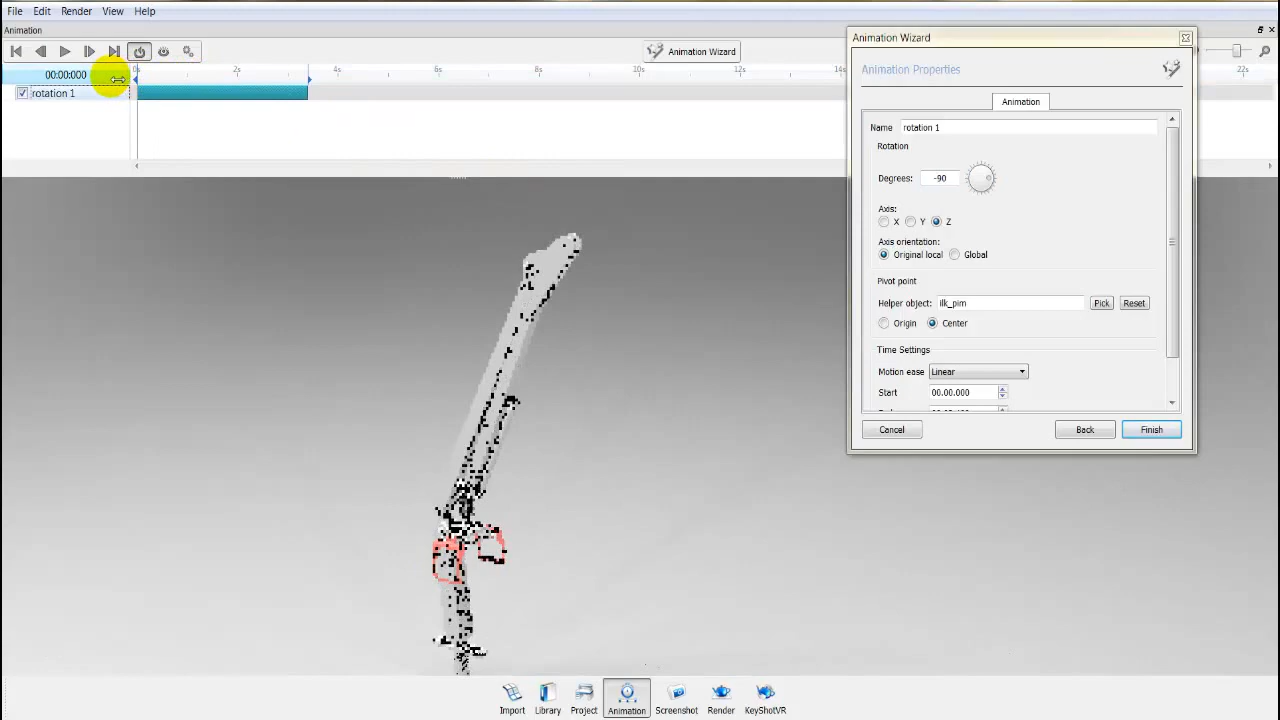 File Edit Render View Help
Animation
Animation Wizard
00:00:000
0s 2s 6s 8s 10s 12s 14s 22s
rotation 1
Animation Wizard
Animation Properties
Animation
Name rotation 1
Rotation
Degrees: -90
Axis:
X Y Z
Axis orientation:
Original local Global
Pivot point
Helper object: ilk_pim Pick Reset
Origin Center
Time Settings
Motion ease Linear
Start 00.00.000
Cancel Back Finish
Import Library Project Animation Screenshot Render KeyShotVR